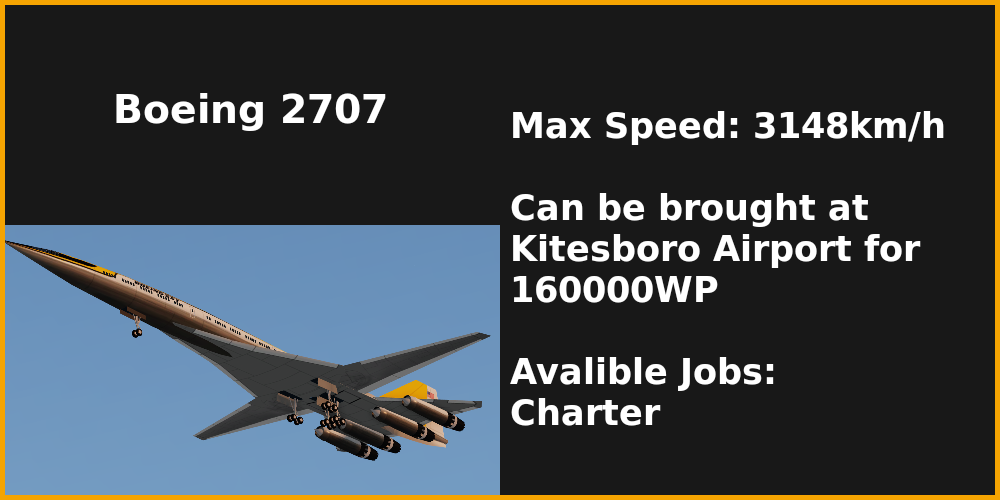 Boeing 2707
Max Speed: 3148km/h
Can be brought at
Kitesboro Airport for
160000WP
Avalible Jobs:
Charter